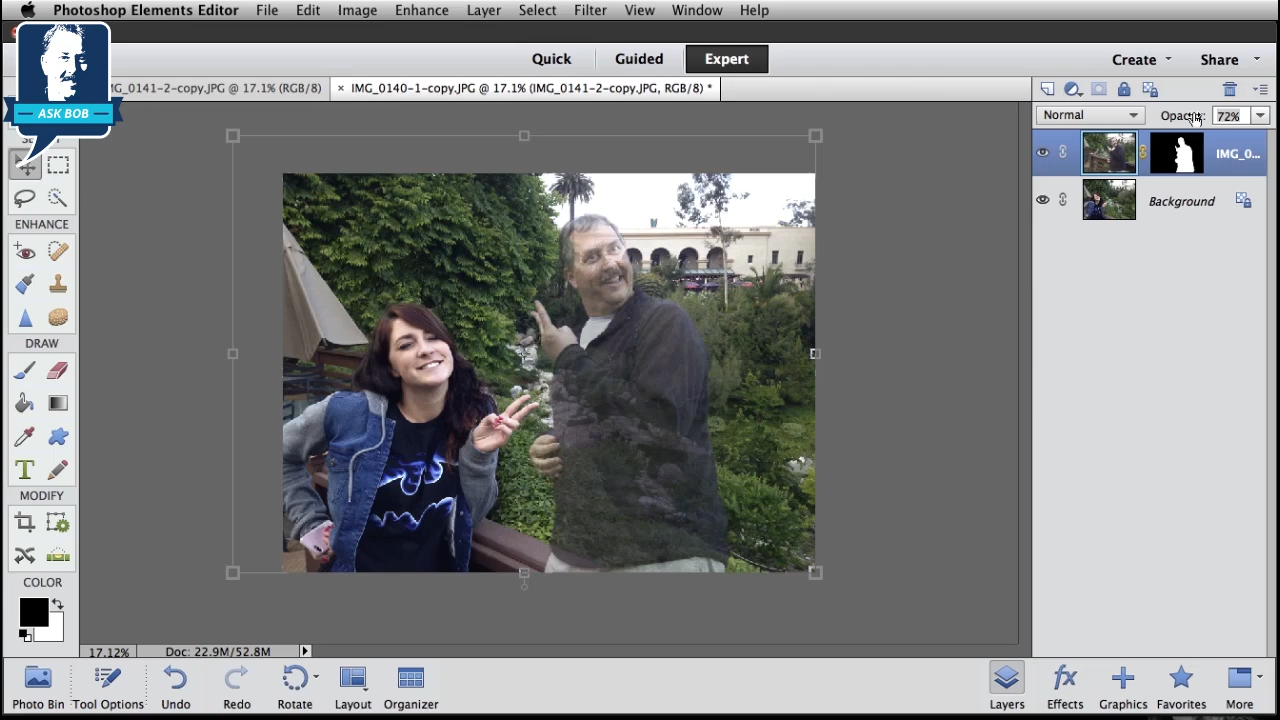 Photoshop Elements Editor File Edit Image Enhance Layer Select Filter View Window Help
Quick Guided Expert Create Share
MG_0141-2-copy.JPG @ 17.1% (RGB/8) × IMG_0140-1-copy.JPG @ 17.1% (IMG_0141-2-copy.JPG, RGB/8) *
ASK BOB
Normal 72%
IMG_0...
Background
ENHANCE
DRAW
MODIFY
COLOR
17.12% Doc: 22.9M/52.8M
Photo Bin Tool Options Undo Redo Rotate Layout Organizer Layers Effects Graphics Favorites More